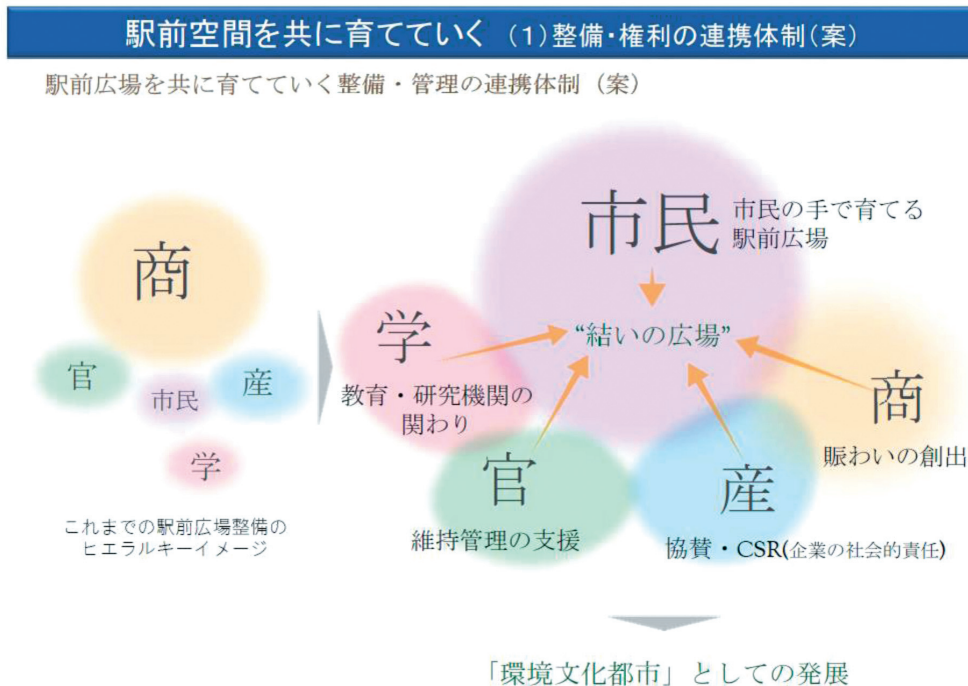 駅前空間を共に育てていく (1)整備・権利の連携体制(案)
駅前広場を共に育てていく整備・管理の連携体制（案）
商
官
市民
産
学
これまでの駅前広場整備の
ヒエラルキーイメージ
市民
市民の手で育てる
駅前広場
“結いの広場”
学
教育・研究機関の
関わり
官
維持管理の支援
産
協賛・CSR(企業の社会的責任)
商
賑わいの創出
「環境文化都市」としての発展